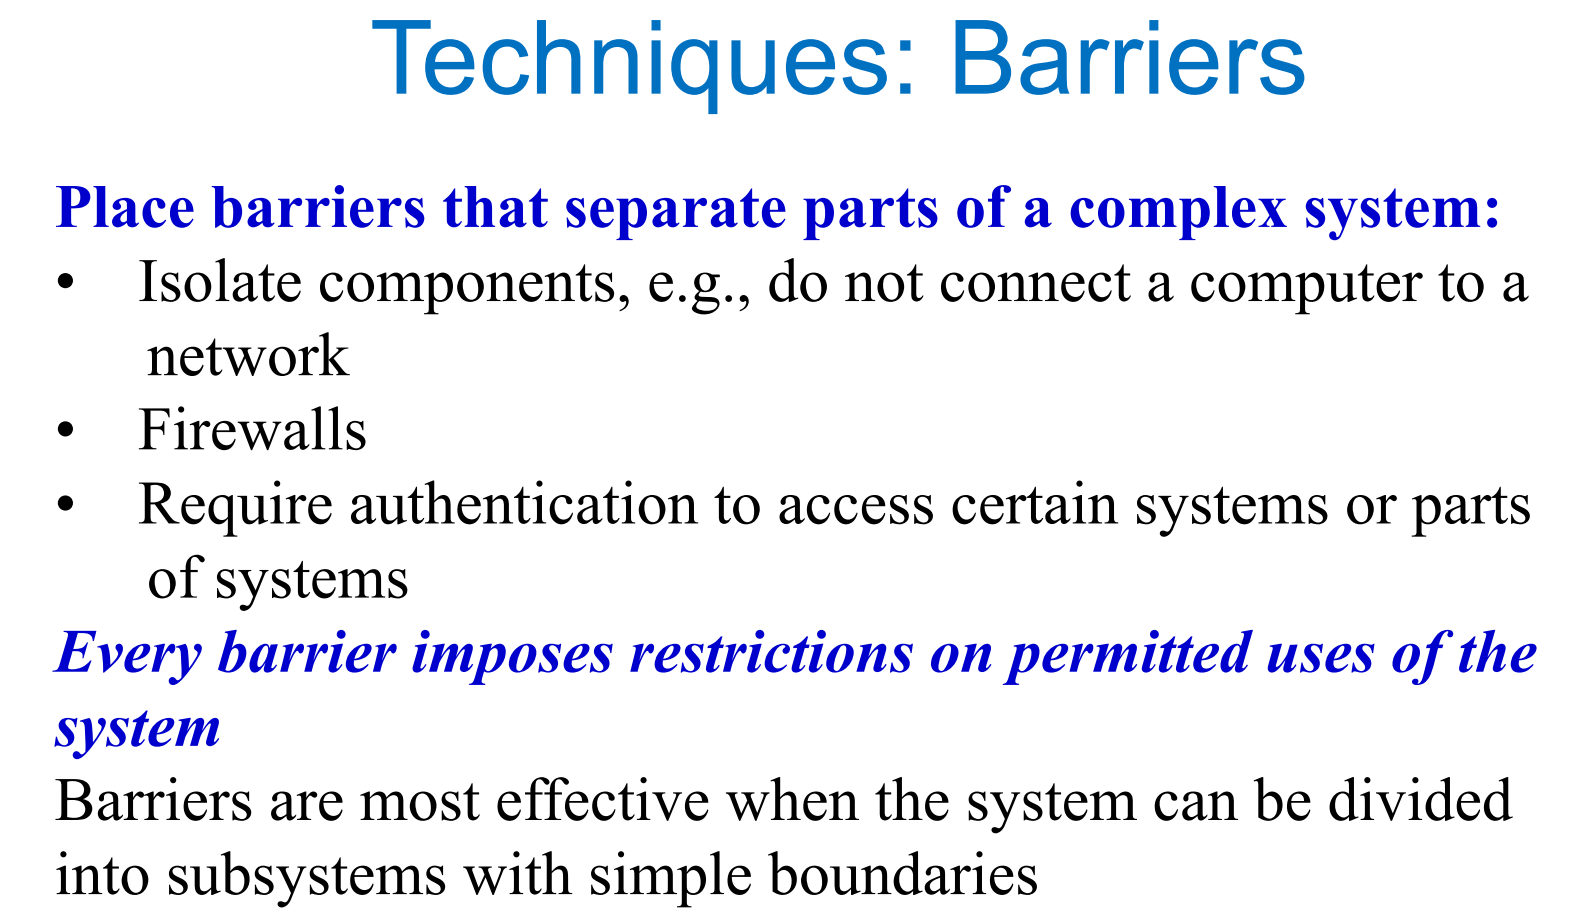 Techniques: Barriers
Place barriers that separate parts of a complex system:
• Isolate components, e.g., do not connect a computer to a
network
• Firewalls
• Require authentication to access certain systems or parts
of systems
Every barrier imposes restrictions on permitted uses of the
system
Barriers are most effective when the system can be divided
into subsystems with simple boundaries